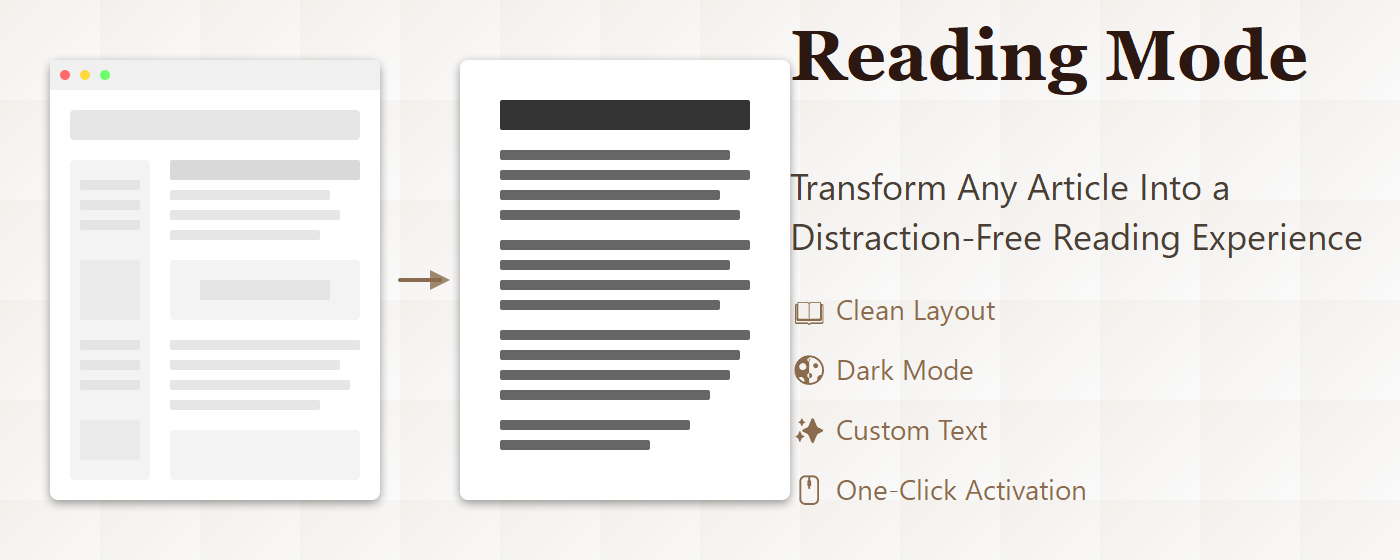 Reading Mode
Transform Any Article Into a
Distraction-Free Reading Experience
Clean Layout
Dark Mode
Custom Text
One-Click Activation